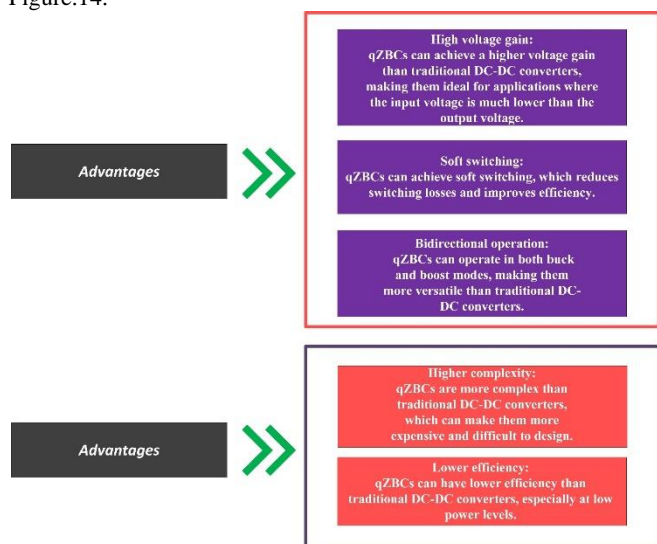 Figure.14.
High voltage gain:
qZBCs can achieve a higher voltage gain
than traditional DC-DC converters,
making them ideal for applications where
the input voltage is much lower than the
output voltage.
Advantages
Soft switching:
qZBCs can achieve soft switching, which reduces
switching losses and improves efficiency.
Bidirectional operation:
qZBCs can operate in both buck
and boost modes, making them
more versatile than traditional DC-
DC converters.
Higher complexity:
qZBCs are more complex than
traditional DC-DC converters,
which can make them more
expensive and difficult to design.
Advantages
Lower efficiency:
qZBCs can have lower efficiency than
traditional DC-DC converters, especially at low
power levels.